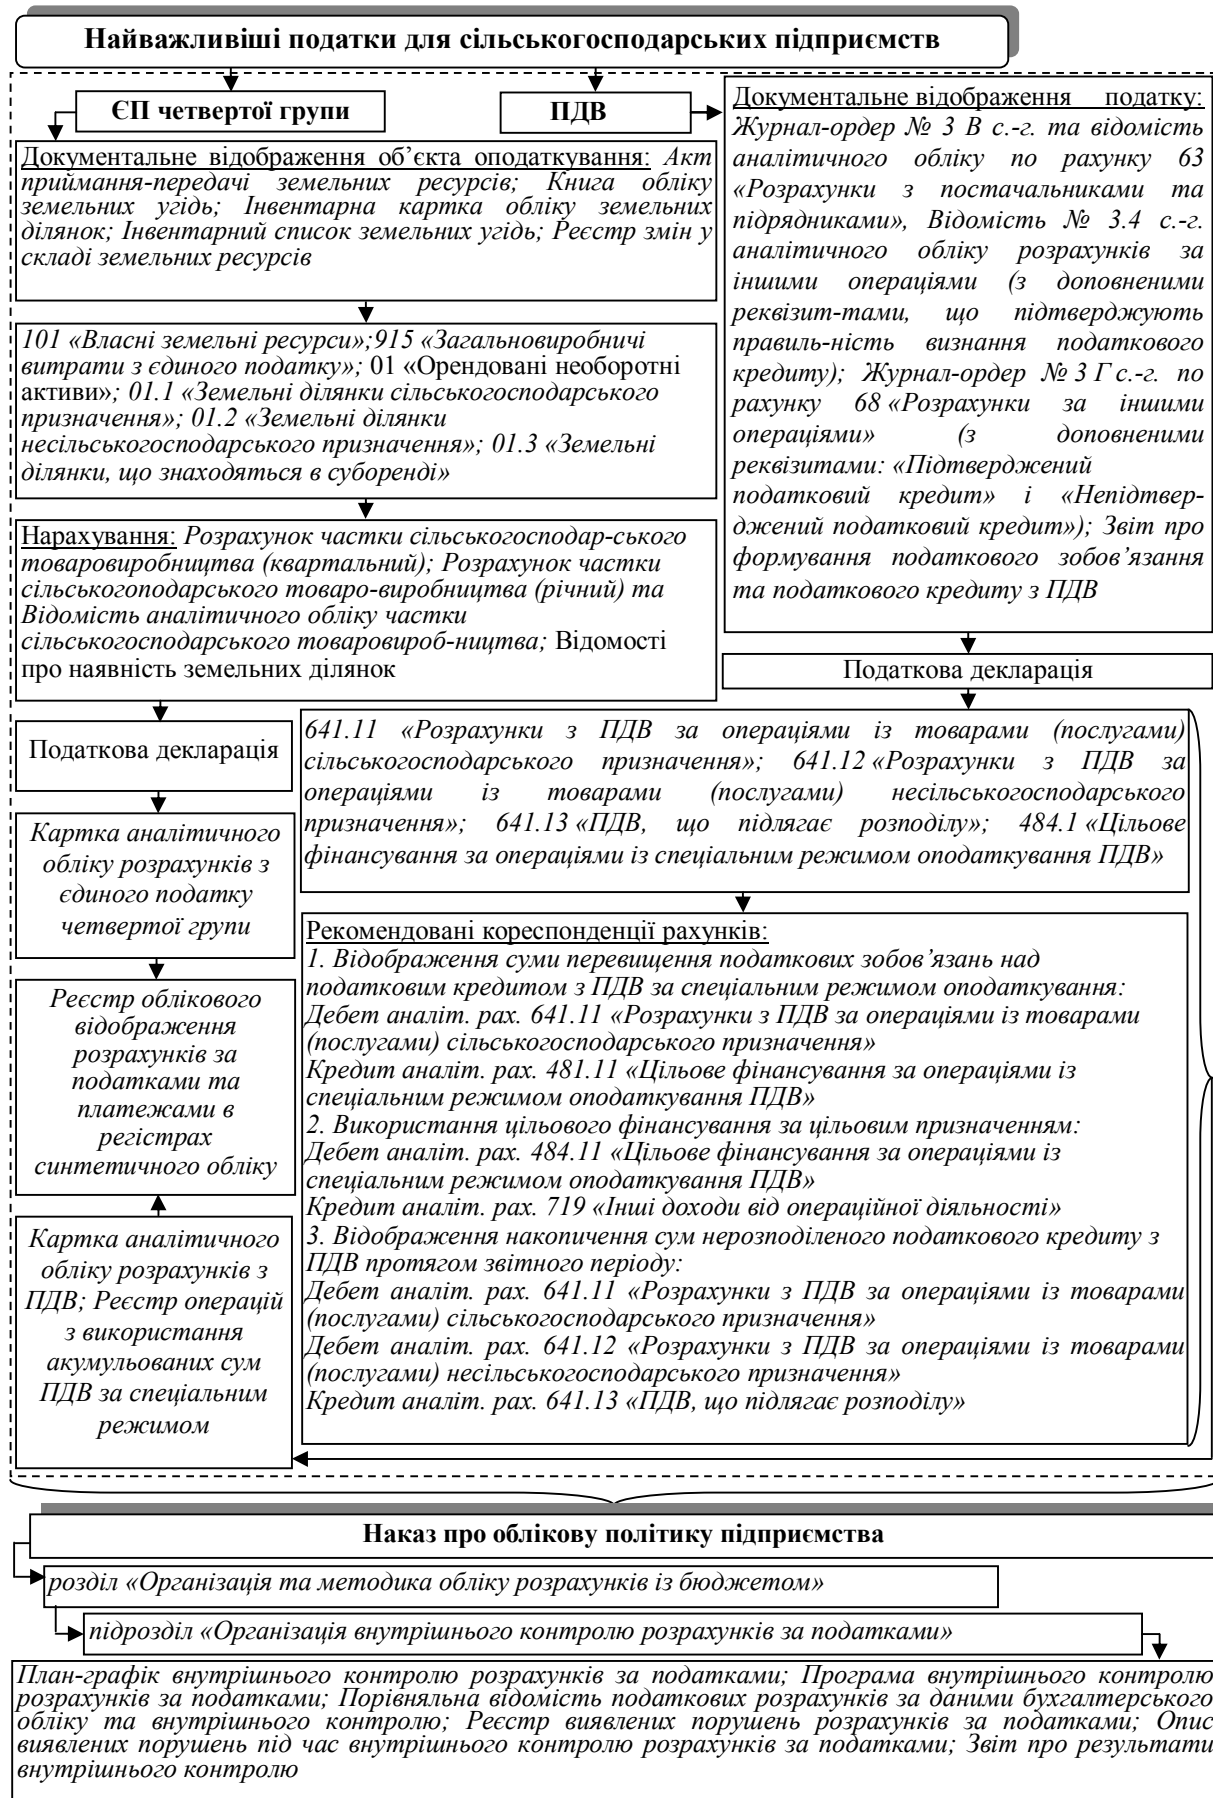 Найважливіші податки для сільськогосподарських підприємств
ЄП четвертої групи
ПДВ
Документальне відображення об’єкта оподаткування: Акт
приймання-передачі земельних ресурсів; Книга обліку
земельних угідь; Інвентарна картка обліку земельних
ділянок; Інвентарний список земельних угідь; Реєстр змін у
складі земельних ресурсів
101 «Власні земельні ресурси»;915 «Загальновиробничі
витрати з єдиного податку»; 01 «Орендовані необоротні
активи»; 01.1 «Земельні ділянки сільськогосподарського
призначення»; 01.2 «Земельні ділянки
несільськогосподарського призначення»; 01.3 «Земельні
ділянки, що знаходяться в суборенді»
Нарахування: Розрахунок частки сільськогосподар-ського
товаровиробництва (квартальний); Розрахунок частки
сільськогоподарського товаро-виробництва (річний) та
Відомість аналітичного обліку частки
сільськогосподарського товаровироб-ництва; Відомості
про наявність земельних ділянок
Документальне відображення податку:
Журнал-ордер № 3 В с.-г. та відомість
аналітичного обліку по рахунку 63
«Розрахунки з постачальниками та
підрядниками», Відомість № 3.4 с.-г.
аналітичного обліку розрахунків за
іншими операціями (з доповненими
реквізит-тами, що підтверджують
правиль-ність визнання податкового
кредиту); Журнал-ордер № 3 Г с.-г. по
рахунку 68 «Розрахунки за іншими
операціями» (з доповненими
реквізитами: «Підтверджений
податковий кредит» і «Непідтвер-
джений податковий кредит»); Звіт про
формування податкового зобов’язання
та податкового кредиту з ПДВ
Податкова декларація
Податкова декларація
Картка аналітичного
обліку розрахунків з
єдиного податку
четвертої групи
Реєстр облікового
відображення
розрахунків за
податками та
платежами в
регістрах
синтетичного обліку
Картка аналітичного
обліку розрахунків з
ПДВ; Реєстр операцій
з використання
акумульованих сум
ПДВ за спеціальним
режимом
641.11 «Розрахунки з ПДВ за операціями із товарами (послугами)
сільськогосподарського призначення»; 641.12 «Розрахунки з ПДВ за
операціями із товарами (послугами) несільськогосподарського
призначення»; 641.13 «ПДВ, що підлягає розподілу»; 484.1 «Цільове
фінансування за операціями із спеціальним режимом оподаткування ПДВ»
Рекомендовані кореспонденції рахунків:
1. Відображення суми перевищення податкових зобов’язань над
податковим кредитом з ПДВ за спеціальним режимом оподаткування:
Дебет аналіт. рах. 641.11 «Розрахунки з ПДВ за операціями із товарами
(послугами) сільськогосподарського призначення»
Кредит аналіт. рах. 481.11 «Цільове фінансування за операціями із
спеціальним режимом оподаткування ПДВ»
2. Використання цільового фінансування за цільовим призначенням:
Дебет аналіт. рах. 484.11 «Цільове фінансування за операціями із
спеціальним режимом оподаткування ПДВ»
Кредит аналіт. рах. 719 «Інші доходи від операційної діяльності»
3. Відображення накопичення сум нерозподіленого податкового кредиту з
ПДВ протягом звітного періоду:
Дебет аналіт. рах. 641.11 «Розрахунки з ПДВ за операціями із товарами
(послугами) сільськогосподарського призначення»
Дебет аналіт. рах. 641.12 «Розрахунки з ПДВ за операціями із товарами
(послугами) несільськогосподарського призначення»
Кредит аналіт. рах. 641.13 «ПДВ, що підлягає розподілу»
Наказ про облікову політику підприємства
розділ «Організація та методика обліку розрахунків із бюджетом»
підрозділ «Організація внутрішнього контролю розрахунків за податками»
План-графік внутрішнього контролю розрахунків за податками; Програма внутрішнього контролю
розрахунків за податками; Порівняльна відомість податкових розрахунків за даними бухгалтерського
обліку та внутрішнього контролю; Реєстр виявлених порушень розрахунків за податками; Опис
виявлених порушень під час внутрішнього контролю розрахунків за податками; Звіт про результати
внутрішнього контролю